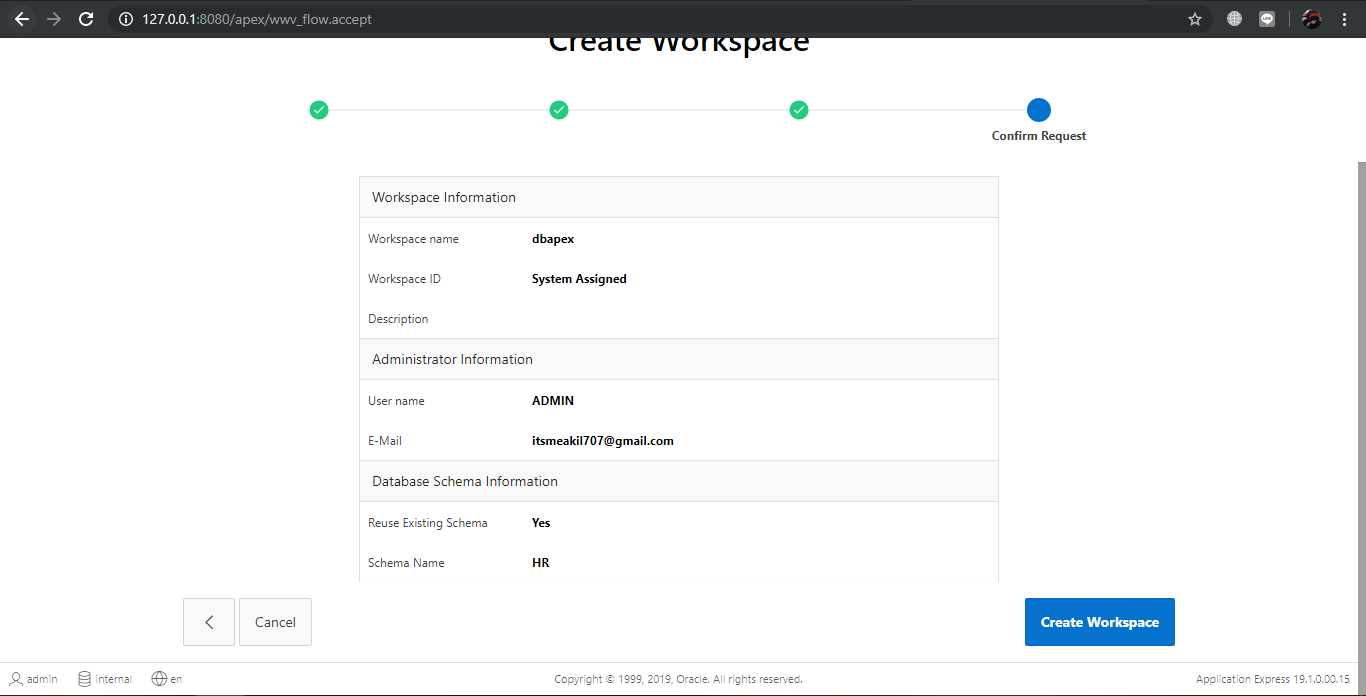 127.0.0.1:8080/apex/wwv_flow.accept
Create Workspace
Confirm Request
Workspace Information
Workspace name dbapex
Workspace ID System Assigned
Description
Administrator Information
User name ADMIN
E-Mail itsmeakil707@gmail.com
Database Schema Information
Reuse Existing Schema Yes
Schema Name HR
Cancel Create Workspace
admin internal en Copyright © 1999, 2019, Oracle. All rights reserved. Application Express 19.1.0.00.15